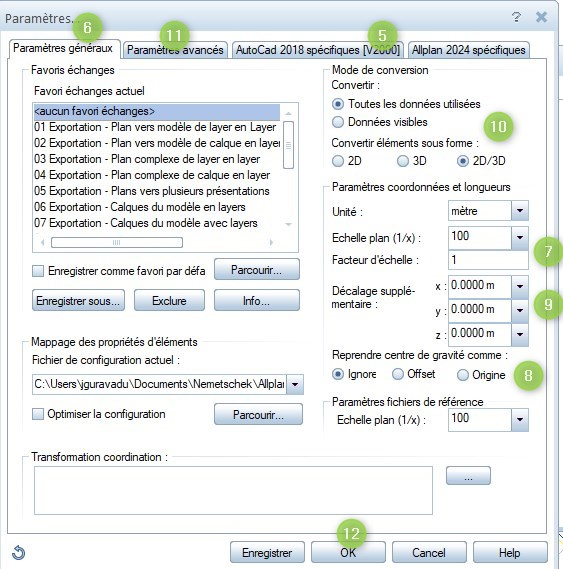 Paramètres...
6
11
5
Paramètres généraux
Paramètres avancés
AutoCad 2018 spécifiques [V2000]
Allplan 2024 spécifiques
Favoris échanges
Favori échanges actuel
<aucun favori échanges>
01 Exportation - Plan vers modèle de layer en Layer
02 Exportation - Plan vers modèle de calque en layer
03 Exportation - Plan complexe de layer en layer
04 Exportation - Plan complexe de calque en layer
05 Exportation - Plans vers plusieurs présentations
06 Exportation - Calques du modèle en layers
07 Exportation - Calques du modèle avec layers
Enregistrer comme favori par défa
Parcourir...
Enregistrer sous...
Exclure
Info...
Mappage des propriétés d'éléments
Fichier de configuration actuel :
C:\Users\jguravadu\Documents\Nemetschek\Allplan
Optimiser la configuration
Parcourir...
Mode de conversion
Convertir :
Toutes les données utilisées
Données visibles
10
Convertir éléments sous forme :
2D
3D
2D/3D
Paramètres coordonnées et longueurs
Unité :
mètre
Echelle plan (1/x) :
100
7
Facteur d'échelle :
1
Décalage supplé-
mentaire :
x : 0.0000 m
y : 0.0000 m
z : 0.0000 m
9
Reprendre centre de gravité comme :
Ignore
Offset
Origine
8
Paramètres fichiers de référence
Echelle plan (1/x) :
100
Transformation coordination :
...
12
Enregistrer
OK
Cancel
Help